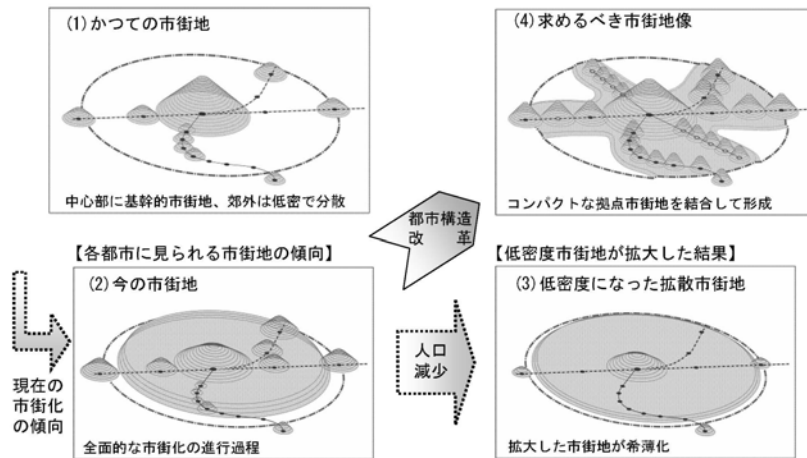 (1)かつての市街地
中心部に基幹的市街地、郊外は低密で分散
(4)求めるべき市街地像
コンパクトな拠点市街地を結合して形成
都市構造
改 革
【各都市に見られる市街地の傾向】
【低密度市街地が拡大した結果】
現在の
市街化
の傾向
(2)今の市街地
全面的な市街化の進行過程
人口
減少
(3)低密度になった拡散市街地
拡大した市街地が希薄化